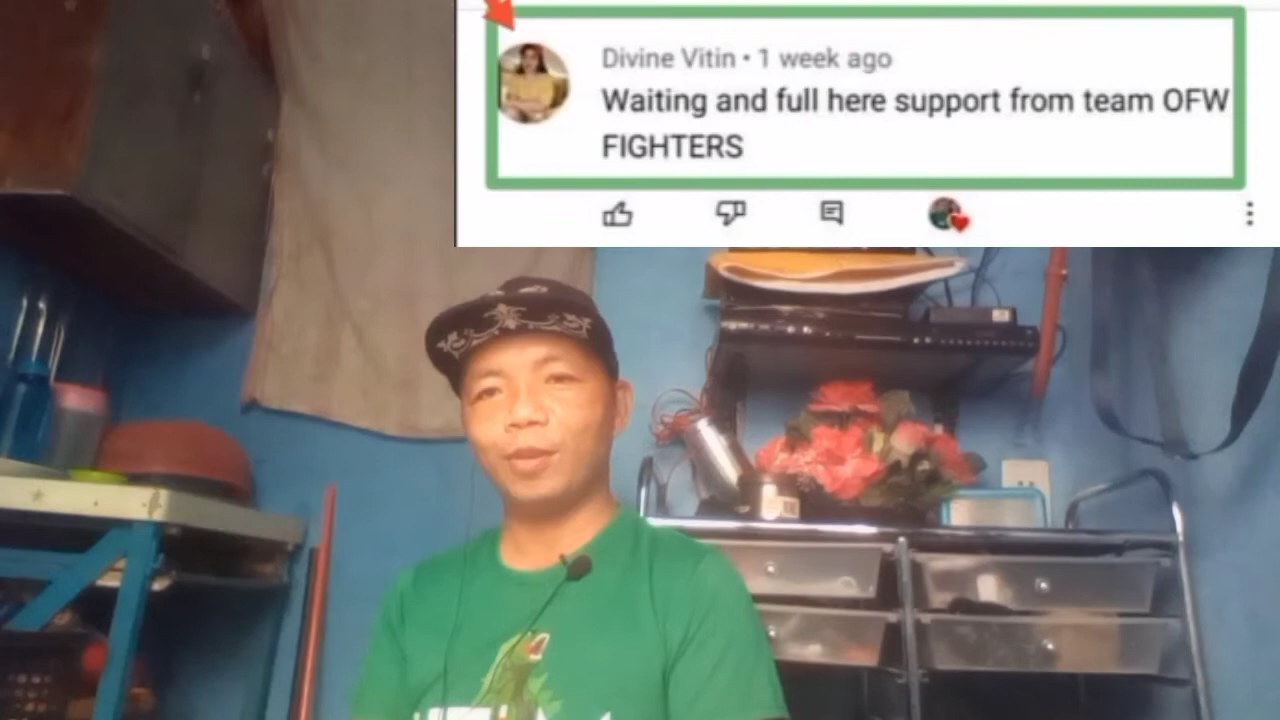 Divine Vitin • 1 week ago
Waiting and full here support from team OFW
FIGHTERS